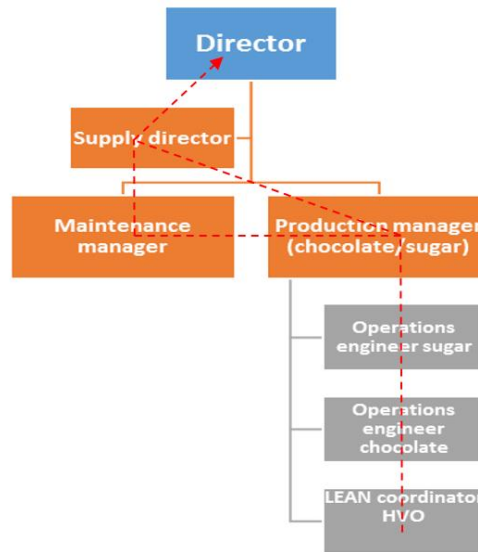 Director
Supply director
Maintenance
manager
Production manager
(chocolate/sugar)
Operations
engineer sugar
Operations
engineer
chocolate
LEAN coordinator
HVO